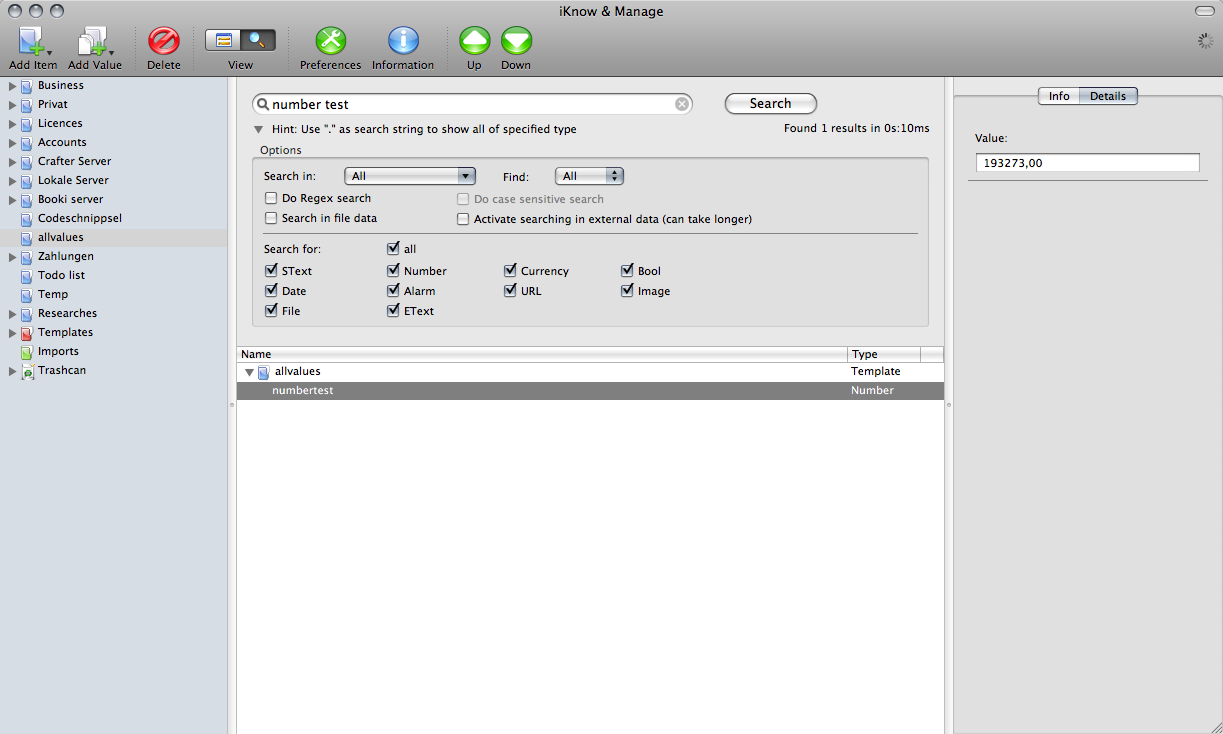 iKnow & Manage
Add Item Add Value Delete View Preferences Information Up Down
Business
Privat
Licences
Accounts
Crafter Server
Lokale Server
Booki server
Codeschnippsel
allvalues
Zahlungen
Todo list
Temp
Researches
Templates
Imports
Trashcan
number test Search
Hint: Use "." as search string to show all of specified type Found 1 results in 0s:10ms
Options
Search in: All Find: All
Do Regex search Do case sensitive search
Search in file data Activate searching in external data (can take longer)
Search for: all
SText Number Currency Bool
Date Alarm URL Image
File EText
Name Type
allvalues Template
numbertest Number
Info Details
Value:
193273,00